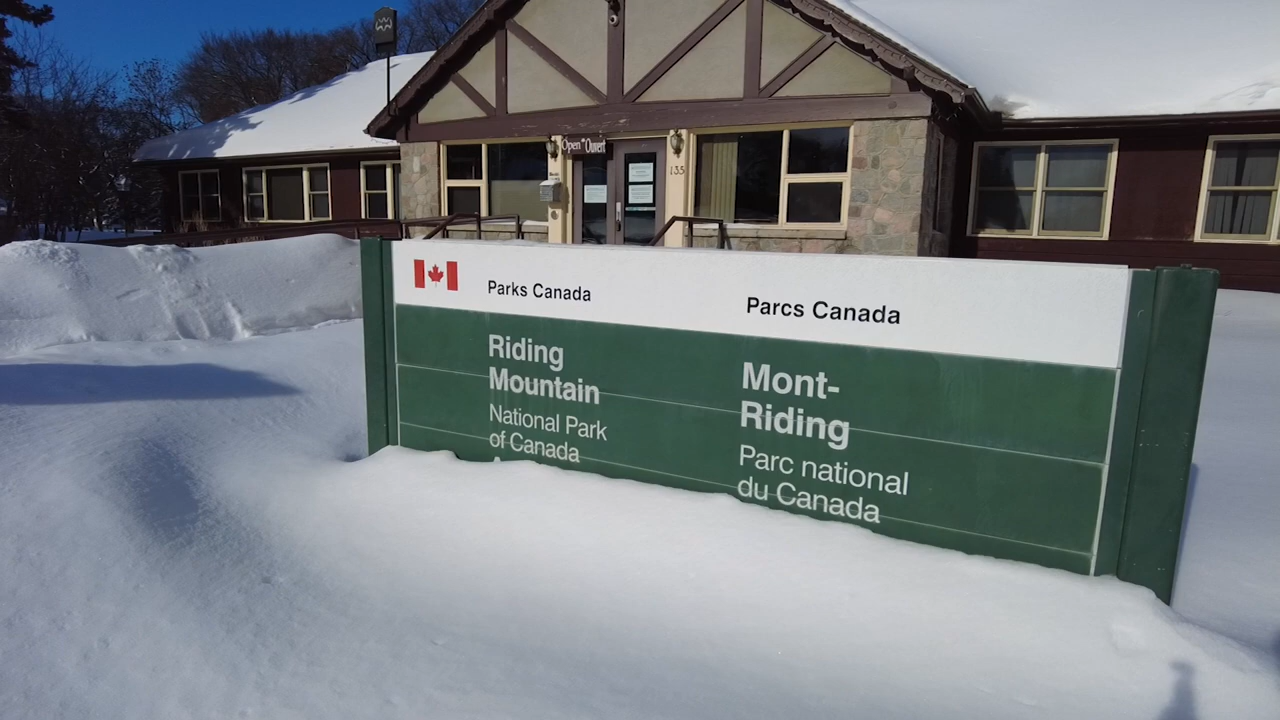 Open Ouvert
135
Parks Canada
Parcs Canada
Riding
Mountain
National Park
of Canada
Mont-
Riding
Parc national
du Canada